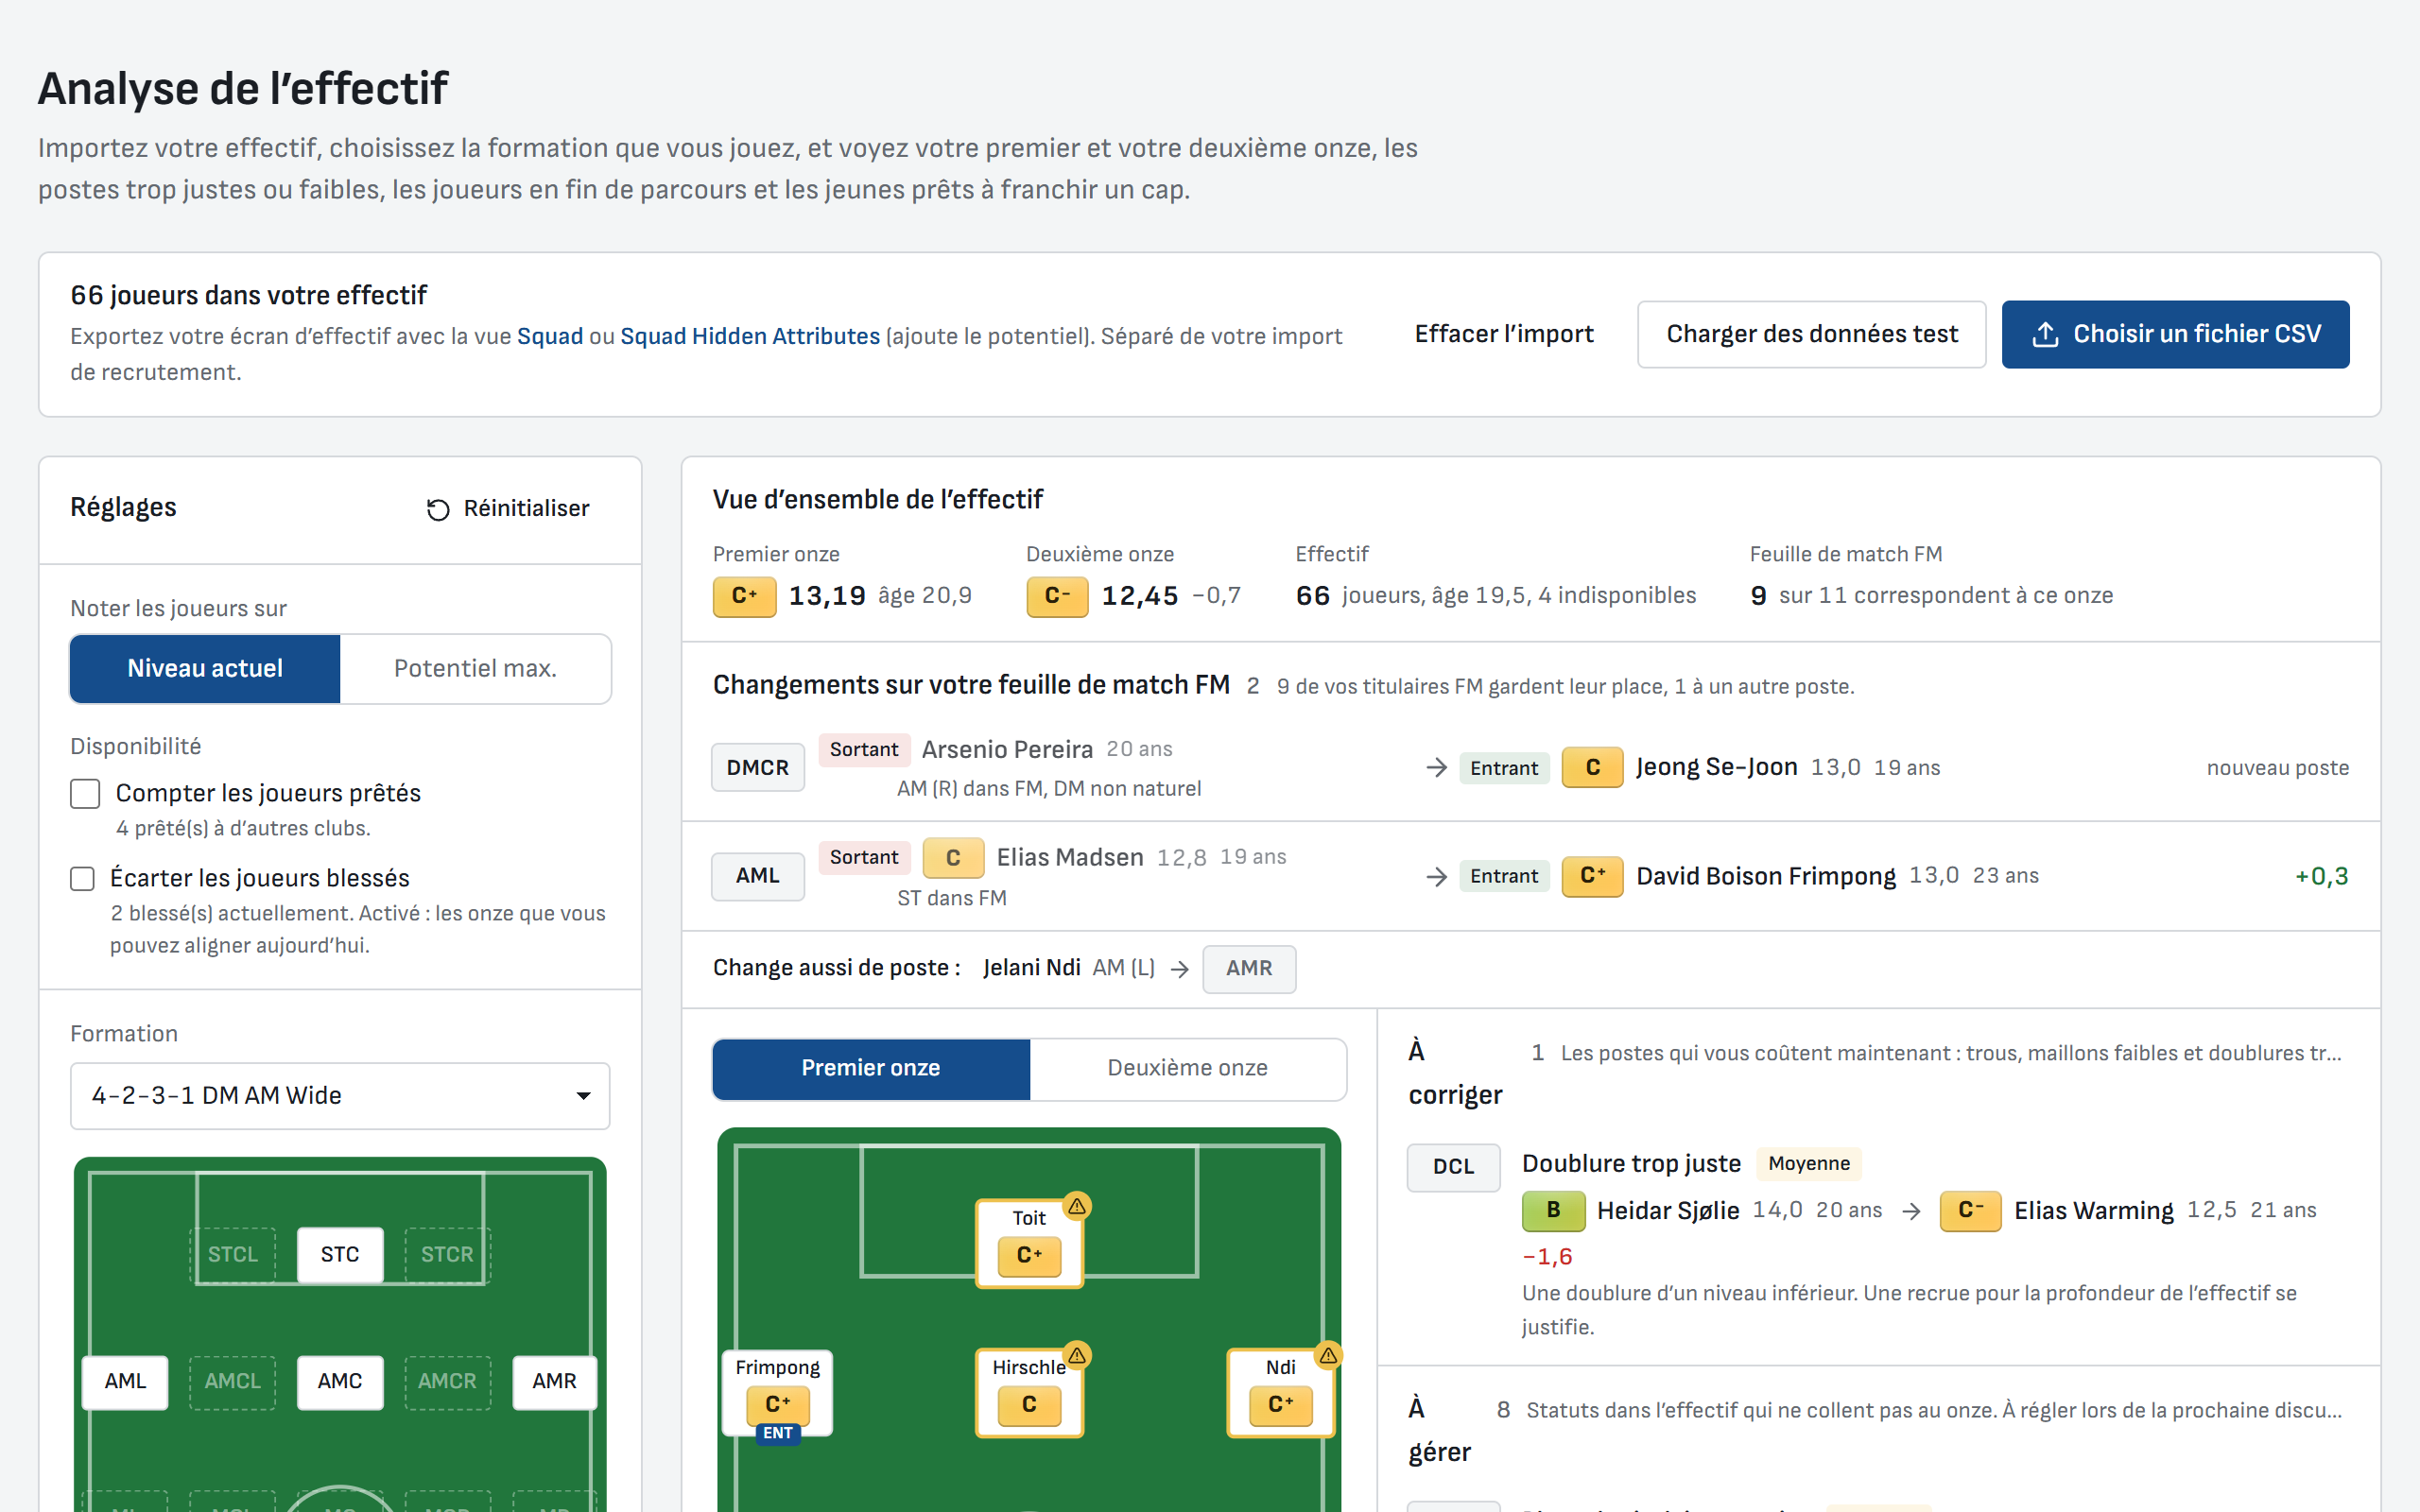 Analyse de l’effectif
Importez votre effectif, choisissez la formation que vous jouez, et voyez votre premier et votre deuxième onze, les
postes trop justes ou faibles, les joueurs en fin de parcours et les jeunes prêts à franchir un cap.
66 joueurs dans votre effectif
Exportez votre écran d’effectif avec la vue Squad ou Squad Hidden Attributes (ajoute le potentiel). Séparé de votre import
de recrutement.
Effacer l’import
Charger des données test
Choisir un fichier CSV
Réglages
Réinitialiser
Noter les joueurs sur
Niveau actuel
Potentiel max.
Disponibilité
Compter les joueurs prêtés
4 prêté(s) à d’autres clubs.
Écarter les joueurs blessés
2 blessé(s) actuellement. Activé : les onze que vous
pouvez aligner aujourd’hui.
Formation
4-2-3-1 DM AM Wide
STCL STC STCR
AML AMCL AMC AMCR AMR
Vue d’ensemble de l’effectif
Premier onze
C+ 13,19 âge 20,9
Deuxième onze
C- 12,45 −0,7
Effectif
66 joueurs, âge 19,5, 4 indisponibles
Feuille de match FM
9 sur 11 correspondent à ce onze
Changements sur votre feuille de match FM 2 9 de vos titulaires FM gardent leur place, 1 à un autre poste.
DMCR Sortant Arsenio Pereira 20 ans
AM (R) dans FM, DM non naturel
→ Entrant C Jeong Se-Joon 13,0 19 ans nouveau poste
AML Sortant C Elias Madsen 12,8 19 ans
ST dans FM
→ Entrant C+ David Boison Frimpong 13,0 23 ans +0,3
Change aussi de poste : Jelani Ndi AM (L) → AMR
Premier onze
Deuxième onze
Toit
C+
Frimpong
C+
ENT
Hirschle
C
Ndi
C+
À
corriger
1 Les postes qui vous coûtent maintenant : trous, maillons faibles et doublures tr...
DCL Doublure trop juste Moyenne
B Heidar Sjølie 14,0 20 ans → C- Elias Warming 12,5 21 ans
−1,6
Une doublure d’un niveau inférieur. Une recrue pour la profondeur de l’effectif se
justifie.
À
gérer
8 Statuts dans l’effectif qui ne collent pas au onze. À régler lors de la prochaine discu...